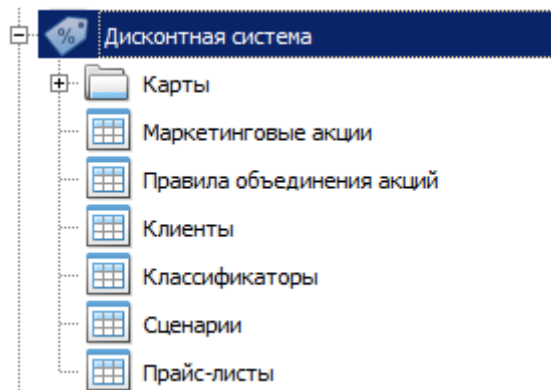 Дисконтная система
Карты
Маркетинговые акции
Правила объединения акций
Клиенты
Классификаторы
Сценарии
Прайс-листы